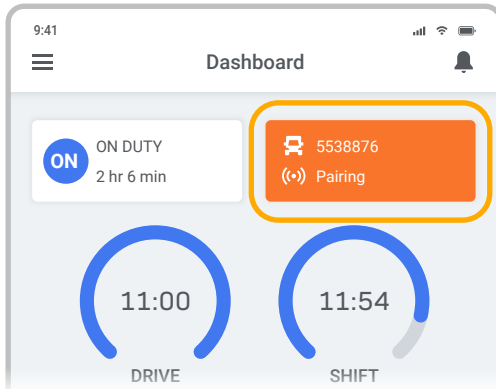 9:41
Dashboard
ON
ON DUTY
2 hr 6 min
5538876
Pairing
11:00
DRIVE
11:54
SHIFT